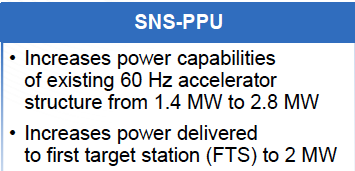 SNS-PPU
• Increases power capabilities
of existing 60 Hz accelerator
structure from 1.4 MW to 2.8 MW
• Increases power delivered
to first target station (FTS) to 2 MW